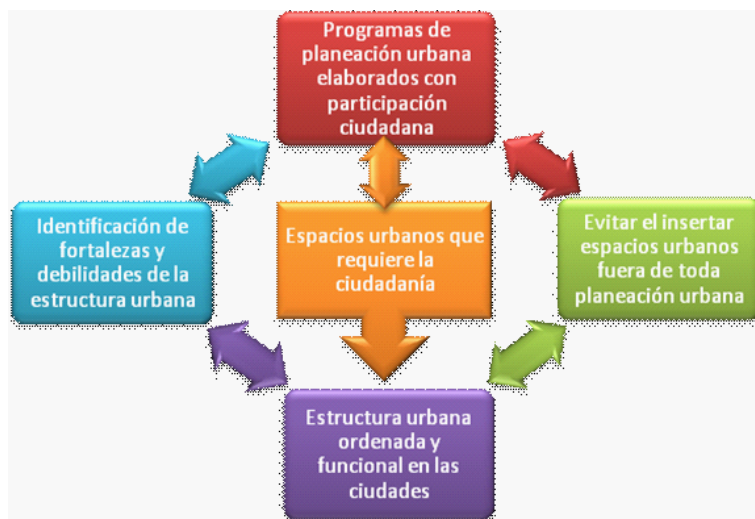 Programas de
planeación urbana
elaborados con
participación
ciudadana
Identificación de
fortalezas y
debilidades de la
estructura urbana
Espacios urbanos que
requiere la
ciudadanía
Evitar el insertar
espacios urbanos
fuera de toda
planeación urbana
Estructura urbana
ordenada y
funcional en las
ciudades